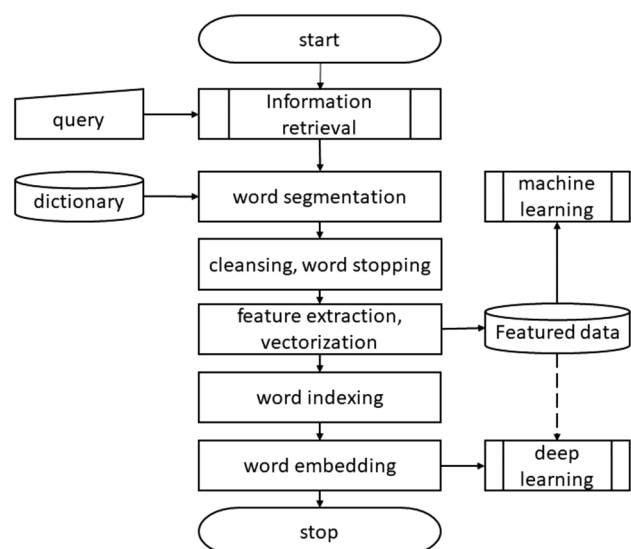 start
query
Information
retrieval
dictionary
word segmentation
machine
learning
cleansing, word stopping
feature extraction,
vectorization
Featured data
word indexing
word embedding
deep
learning
stop